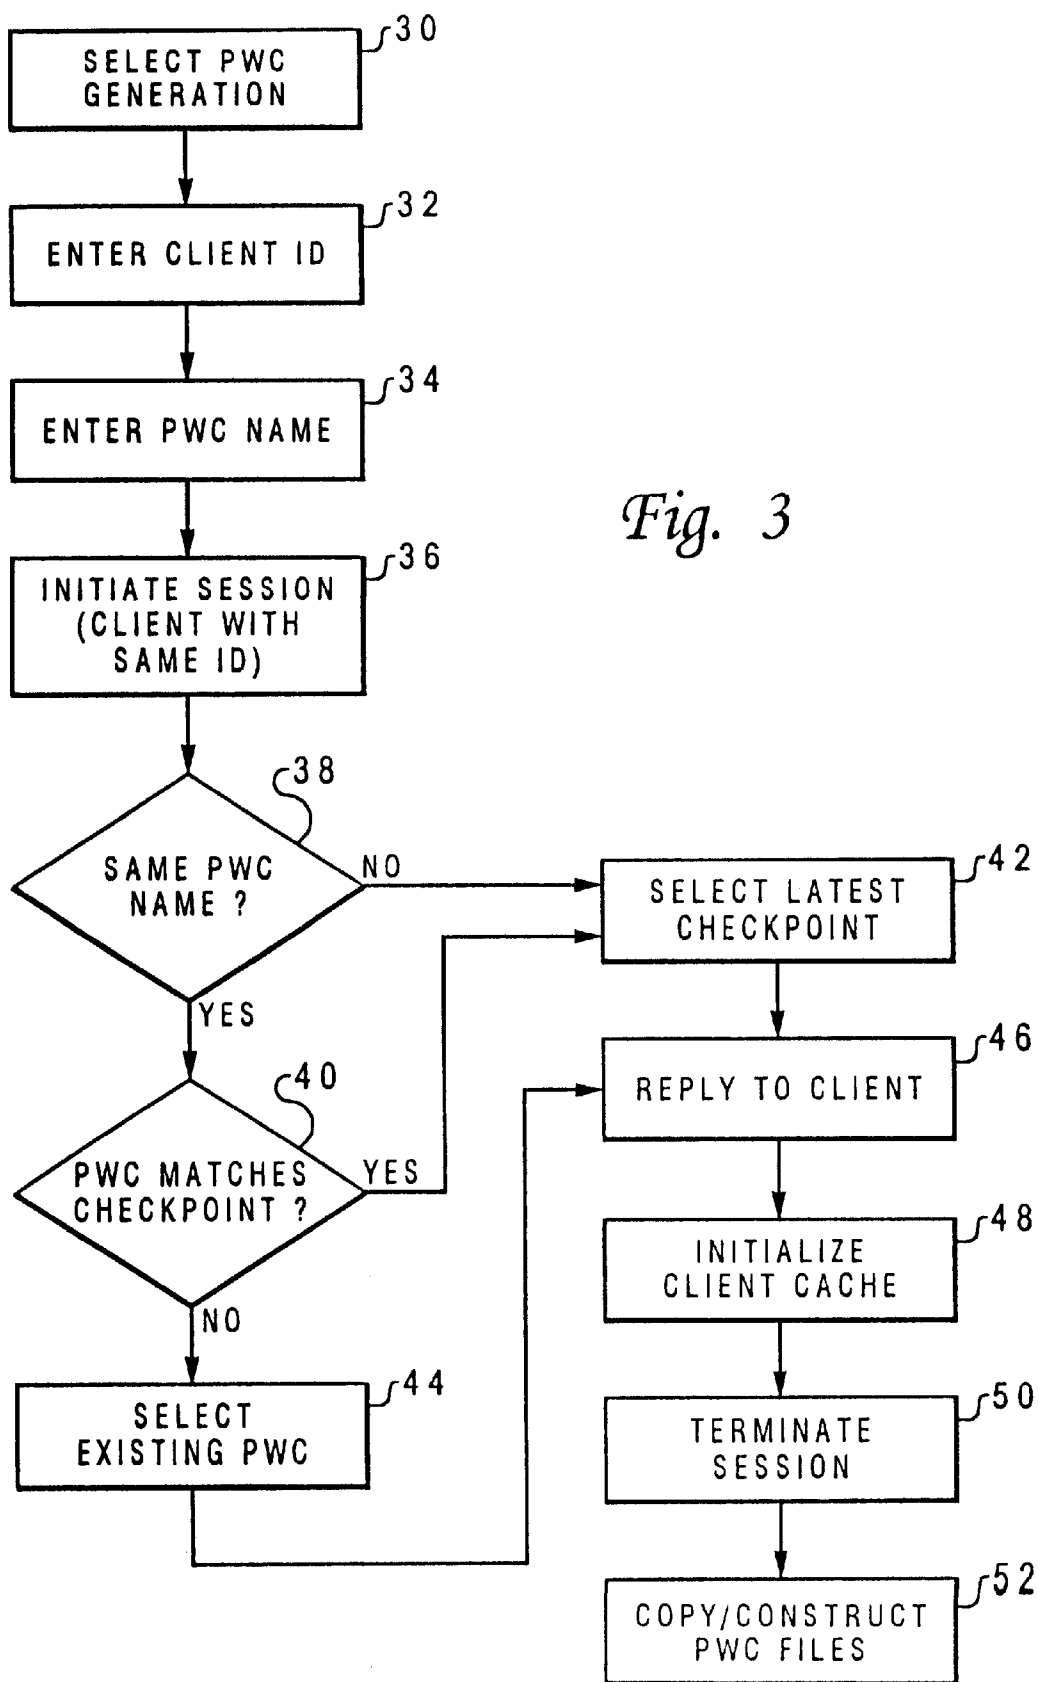 30
SELECT PWC
GENERATION
32
ENTER CLIENT ID
34
ENTER PWC NAME
Fig. 3
36
INITIATE SESSION
(CLIENT WITH
SAME ID)
38
SAME PWC
NAME ?
NO
YES
42
SELECT LATEST
CHECKPOINT
40
PWC MATCHES
CHECKPOINT ?
YES
NO
46
REPLY TO CLIENT
44
SELECT
EXISTING PWC
48
INITIALIZE
CLIENT CACHE
50
TERMINATE
SESSION
52
COPY/CONSTRUCT
PWC FILES